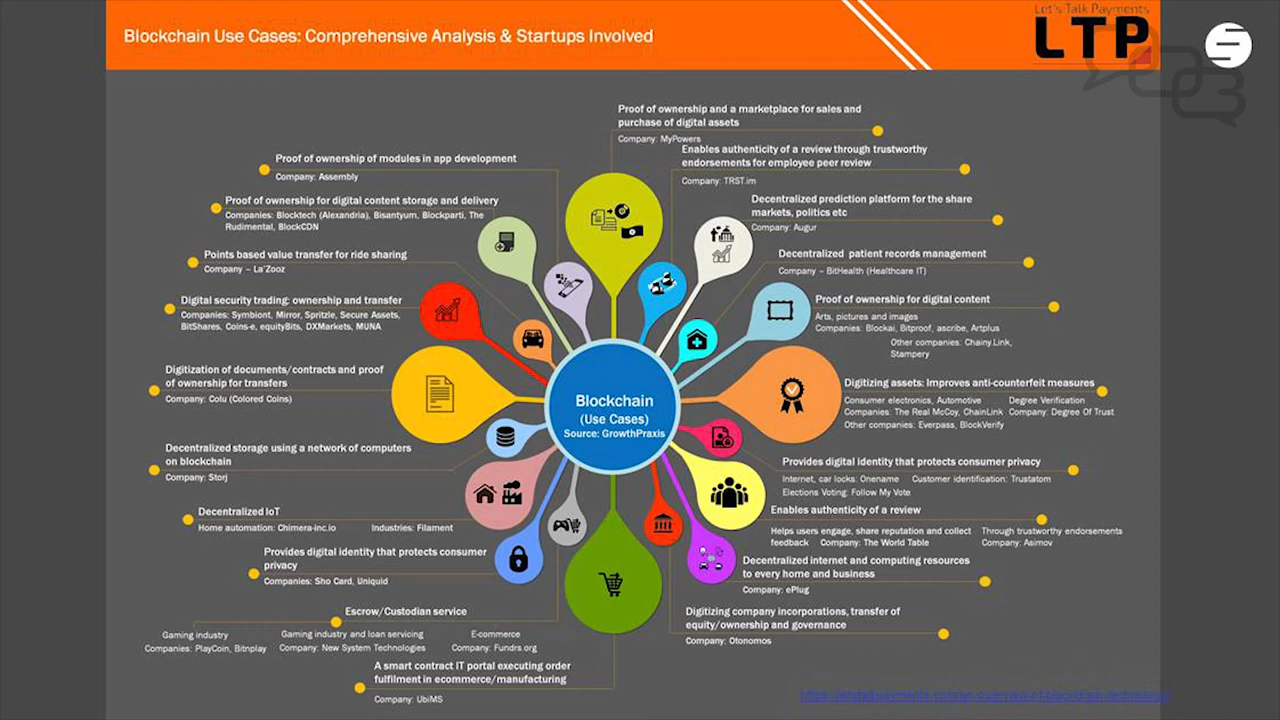 Blockchain Use Cases: Comprehensive Analysis & Startups Involved
Let's Talk Payments
LTP
Proof of ownership and a marketplace for sales and
purchase of digital assets
Company: MyPowers
Proof of ownership of modules in app development
Company: Assembly
Enables authenticity of a review through trustworthy
endorsements for employee peer review
Company: TRST.im
Proof of ownership for digital content storage and delivery
Companies: Blocktech (Alexandria), Bisantyum, Blockparti, The
Rudimental, BlockCDN
Decentralized prediction platform for the share
markets, politics etc
Company: Augur
Points based value transfer for ride sharing
Company – La'Zooz
Decentralized patient records management
Company – BitHealth (Healthcare IT)
Digital security trading: ownership and transfer
Companies: Symbiont, Mirror, Spritzle, Secure Assets,
BitShares, Coins-e, equityBits, DXMarkets, MUNA
Proof of ownership for digital content
Arts, pictures and images
Companies: Blockai, Bitproof, ascribe, Artplus
Other companies: Chainy.Link,
Stampery
Digitization of documents/contracts and proof
of ownership for transfers
Company: Colu (Colored Coins)
Blockchain
(Use Cases)
Source: GrowthPraxis
Digitizing assets: Improves anti-counterfeit measures
Consumer electronics, Automotive
Companies: The Real McCoy, ChainLink
Degree Verification
Company: Degree Of Trust
Other companies: Everpass, BlockVerify
Decentralized storage using a network of computers
on blockchain
Company: Storj
Provides digital identity that protects consumer privacy
Internet, car locks: Onename
Customer identification: Trustatom
Elections Voting: Follow My Vote
Decentralized IoT
Home automation: Chimera-inc.io
Industries: Filament
Enables authenticity of a review
Helps users engage, share reputation and collect
feedback Company: The World Table
Through trustworthy endorsements
Company: Asimov
Provides digital identity that protects consumer
privacy
Companies: Sho Card, Uniquid
Decentralized internet and computing resources
to every home and business
Company: ePlug
Escrow/Custodian service
Gaming industry
Companies: PlayCoin, Bitnplay
Gaming industry and loan servicing
Company: New System Technologies
E-commerce
Company: Fundrs.org
Digitizing company incorporations, transfer of
equity/ownership and governance
Company: Otonomos
A smart contract IT portal executing order
fulfilment in ecommerce/manufacturing
Company: UbiMS
https://letstalkpayments.com/an-overview-of-blockchain-technology/